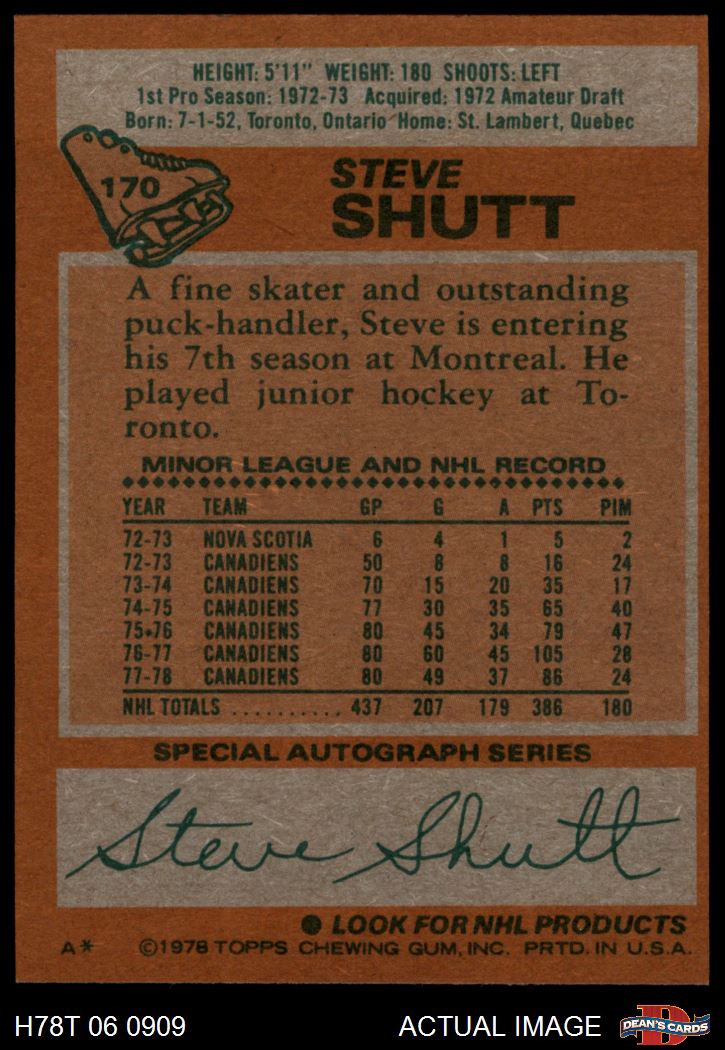 HEIGHT: 5'11" WEIGHT: 180 SHOOTS: LEFT
1st Pro Season: 1972-73 Acquired: 1972 Amateur Draft
Born: 7-1-52, Toronto, Ontario Home: St. Lambert, Quebec
170
STEVE
SHUTT
A fine skater and outstanding
puck-handler, Steve is entering
his 7th season at Montreal. He
played junior hockey at To-
ronto.
MINOR LEAGUE AND NHL RECORD
YEAR TEAM GP G A PTS PIM
72-73 NOVA SCOTIA 6 4 1 5 2
72-73 CANADIENS 50 8 8 16 24
73-74 CANADIENS 70 15 20 35 17
74-75 CANADIENS 77 30 35 65 40
75-76 CANADIENS 80 45 34 79 47
76-77 CANADIENS 80 60 45 105 28
77-78 CANADIENS 80 49 37 86 24
NHL TOTALS .......... 437 207 179 386 180
SPECIAL AUTOGRAPH SERIES
Steve Shutt
● LOOK FOR NHL PRODUCTS
A* ©1978 TOPPS CHEWING GUM, INC. PRTD. IN U.S.A.
H78T 06 0909 ACTUAL IMAGE D DEAN'S CARDS